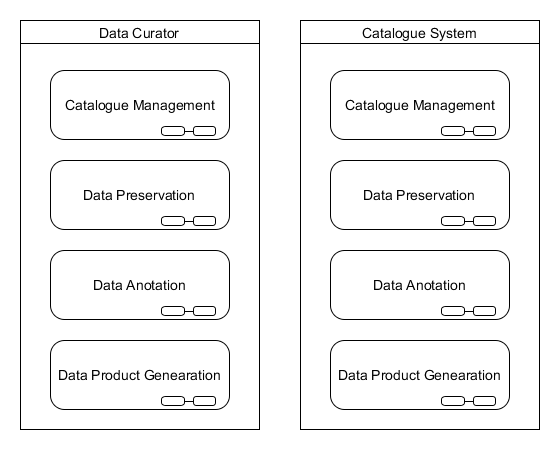 Data Curator
Catalogue Management
Data Preservation
Data Anotation
Data Product Genearation
Catalogue System
Catalogue Management
Data Preservation
Data Anotation
Data Product Genearation